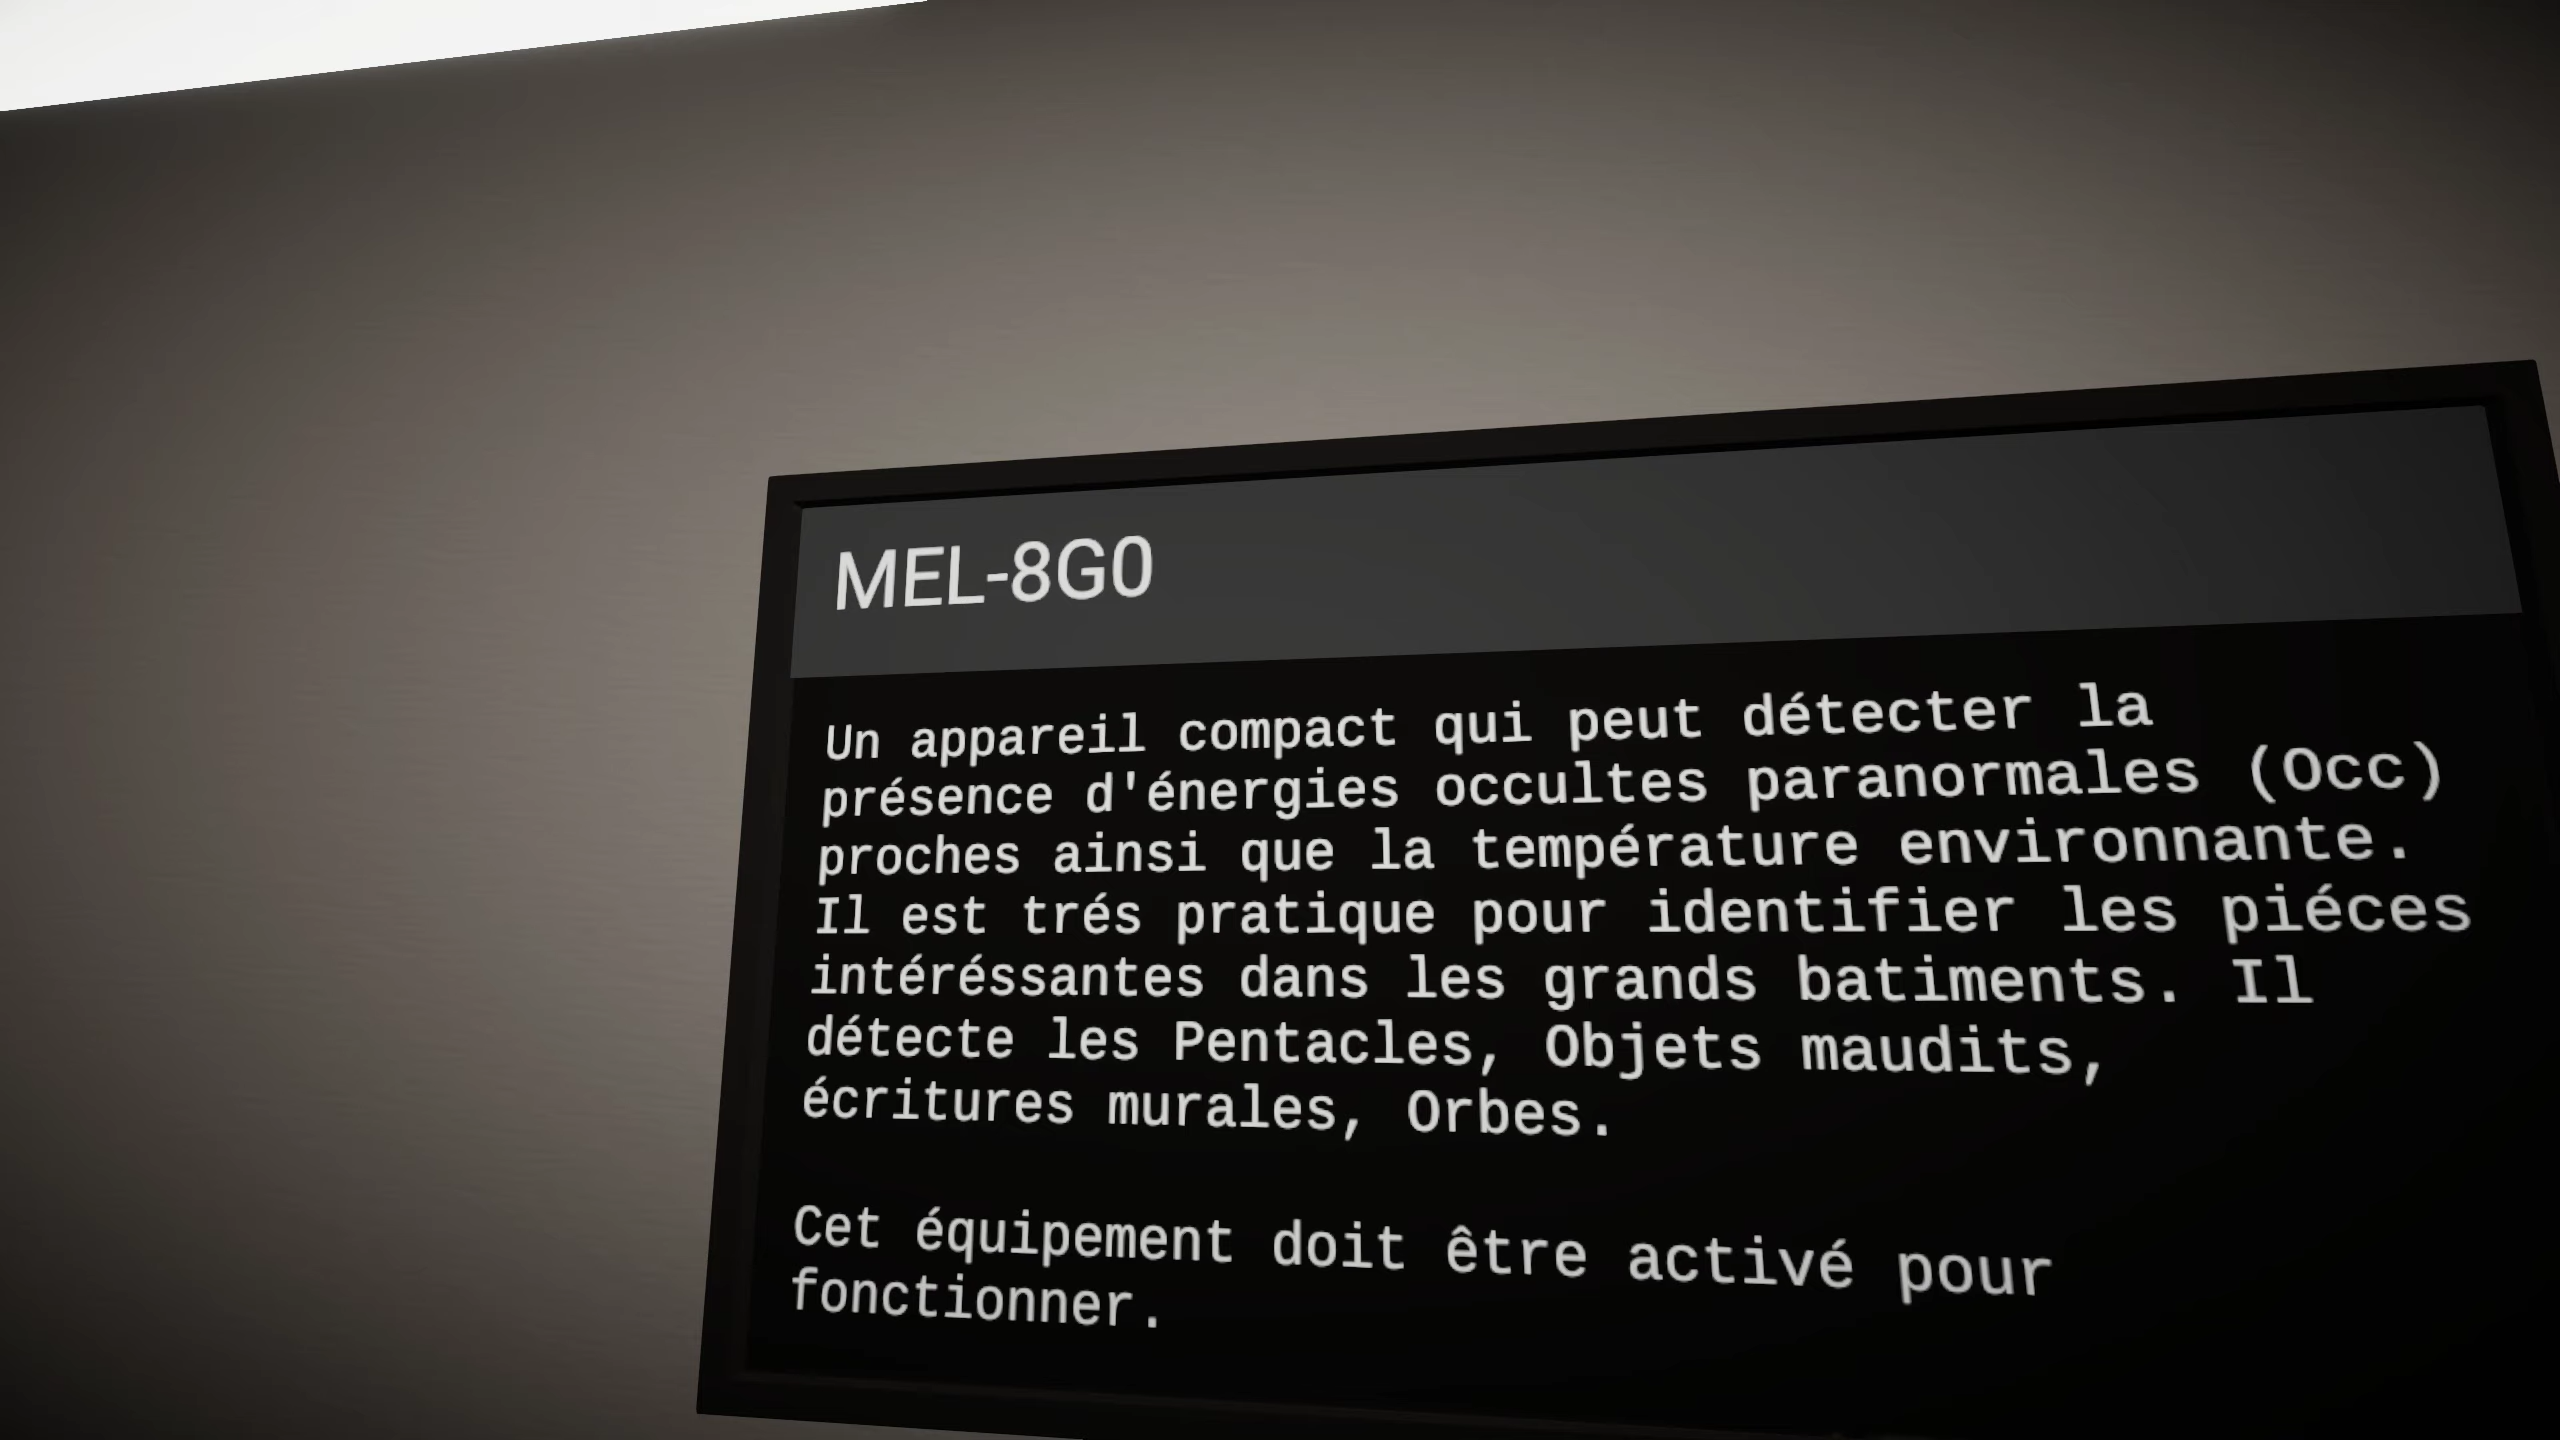 MEL-8G0
Un appareil compact qui peut détecter la
présence d'énergies occultes paranormales (Occ)
proches ainsi que la température environnante.
Il est trés pratique pour identifier les piéces
intéréssantes dans les grands batiments. Il
détecte les Pentacles, Objets maudits,
écritures murales, Orbes.
Cet équipement doit être activé pour
fonctionner.